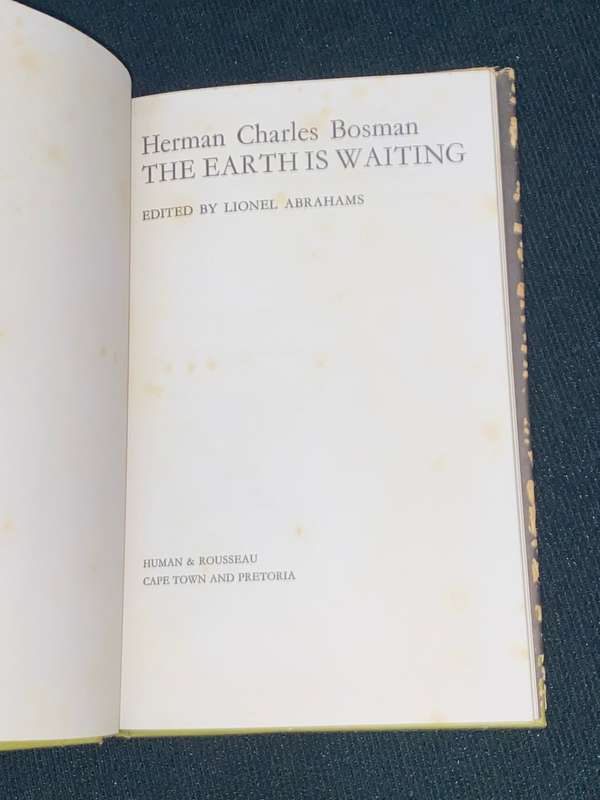 Herman Charles Bosman
THE EARTH IS WAITING
EDITED BY LIONEL ABRAHAMS
HUMAN & ROUSSEAU
CAPE TOWN AND PRETORIA